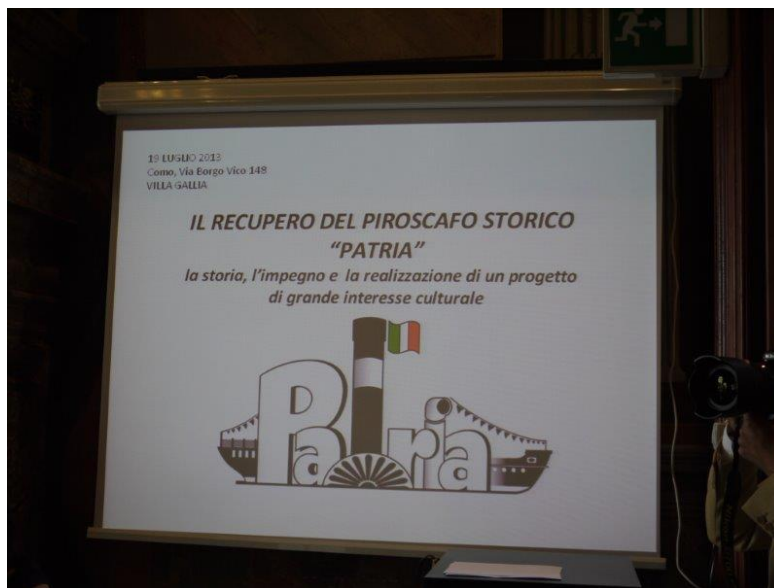 19 LUGLIO 2013
Como, Via Borgo Vico 148
VILLA GALLIA
IL RECUPERO DEL PIROSCAFO STORICO
“PATRIA”
la storia, l’impegno e la realizzazione di un progetto
di grande interesse culturale
Patria